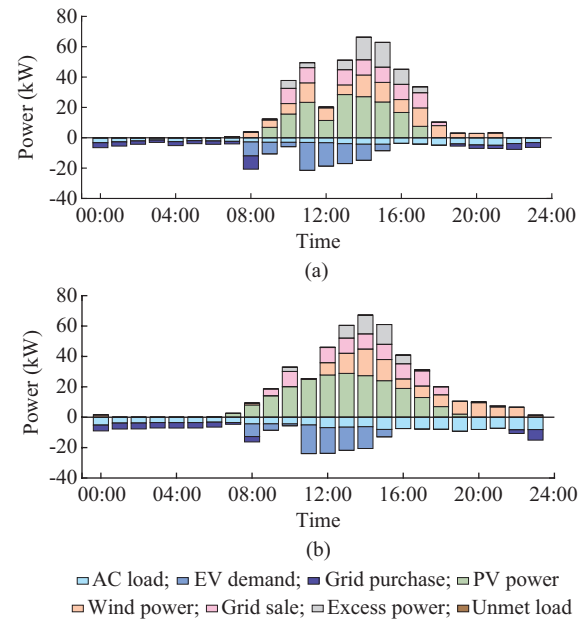 80
60
40
20
0
-20
-40
Power (kW)
00:00 04:00 08:00 12:00 16:00 20:00 24:00
Time
(a)
80
60
40
20
0
-20
-40
Power (kW)
00:00 04:00 08:00 12:00 16:00 20:00 24:00
Time
(b)
AC load; EV demand; Grid purchase; PV power
Wind power; Grid sale; Excess power; Unmet load